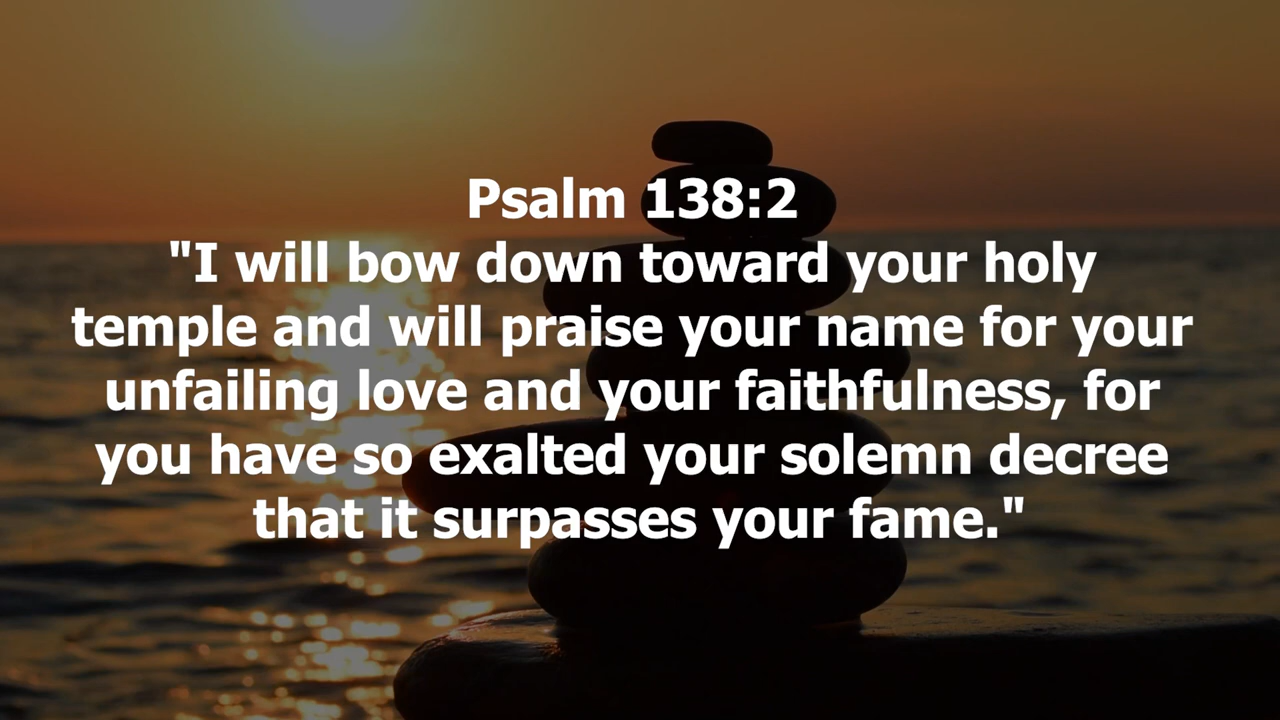 Psalm 138:2
"I will bow down toward your holy
temple and will praise your name for your
unfailing love and your faithfulness, for
you have so exalted your solemn decree
that it surpasses your fame."